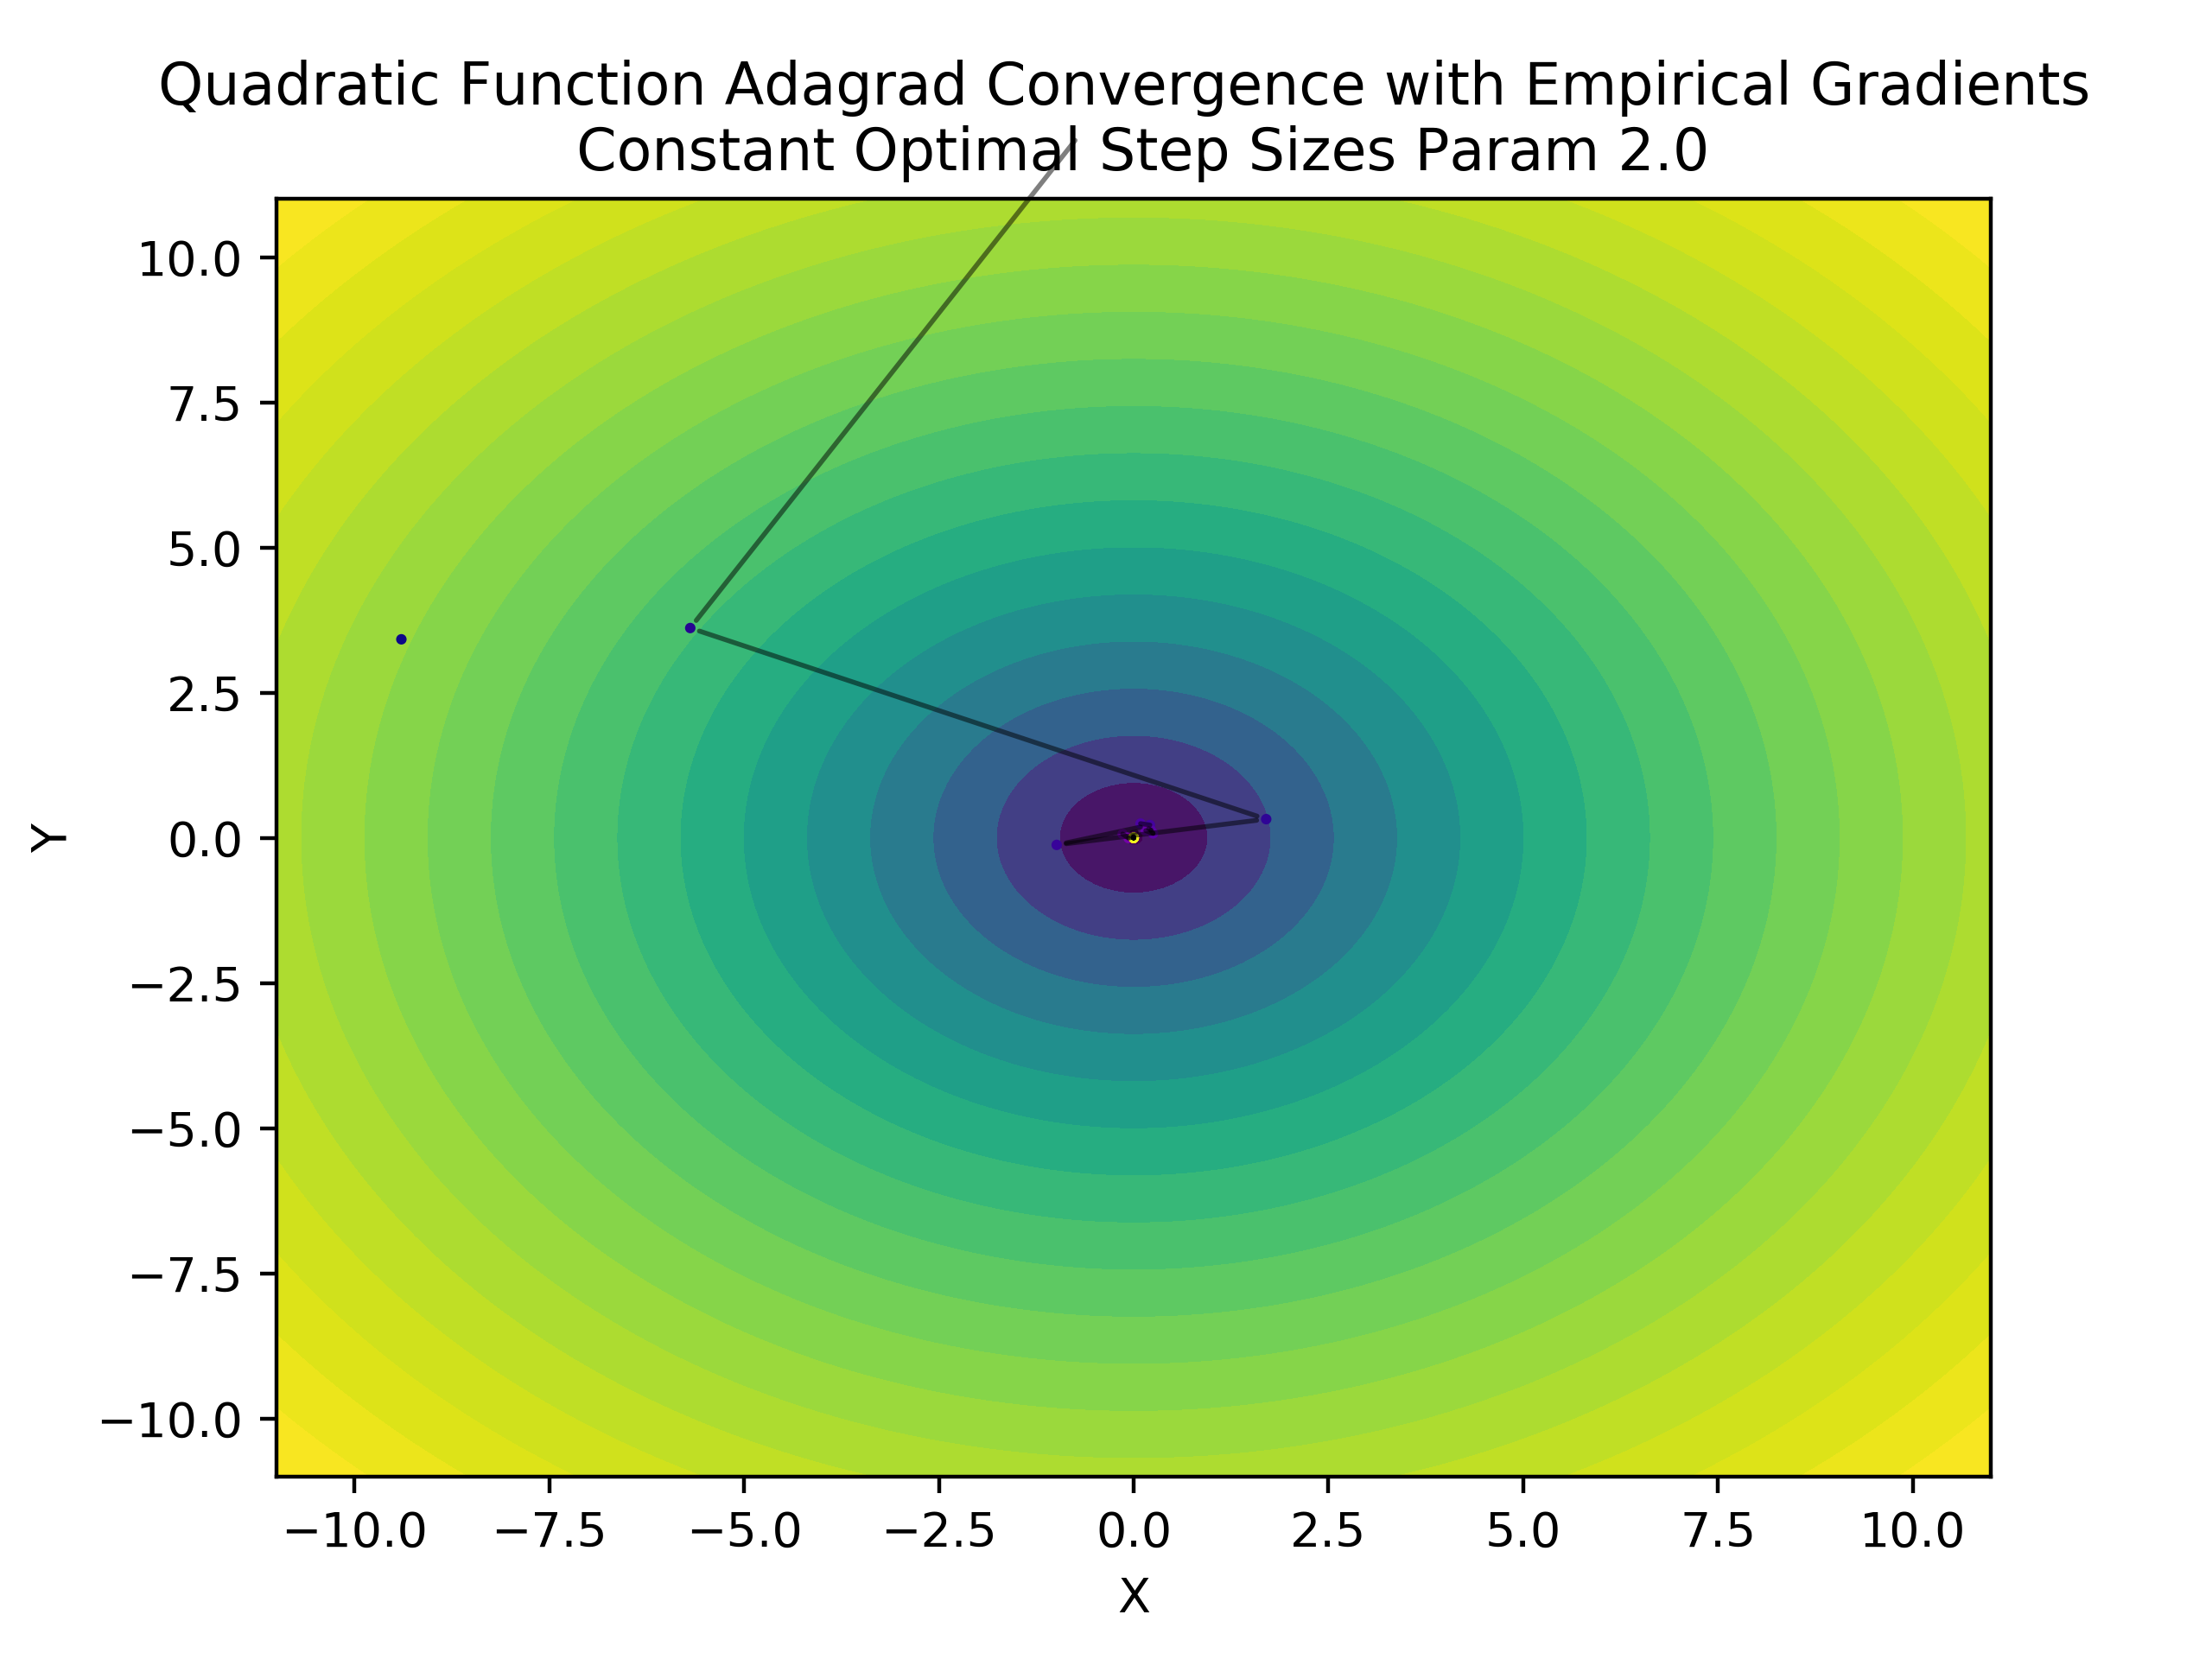 Quadratic Function Adagrad Convergence with Empirical Gradients
Constant Optimal Step Sizes Param 2.0
10.0
7.5
5.0
2.5
0.0
−2.5
−5.0
−7.5
−10.0
Y
−10.0 −7.5 −5.0 −2.5 0.0 2.5 5.0 7.5 10.0
X